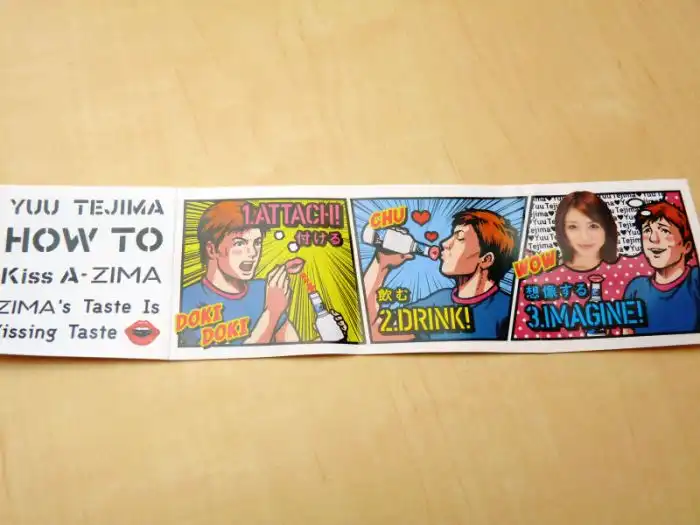 YUU TEJIMA
HOW TO
Kiss A-ZIMA
ZIMA's Taste Is
Kissing Taste
1.ATTACH!
付ける
DOKI
DOKI
CHU
飲む
2.DRINK!
WOW
想像する
3.IMAGINE!